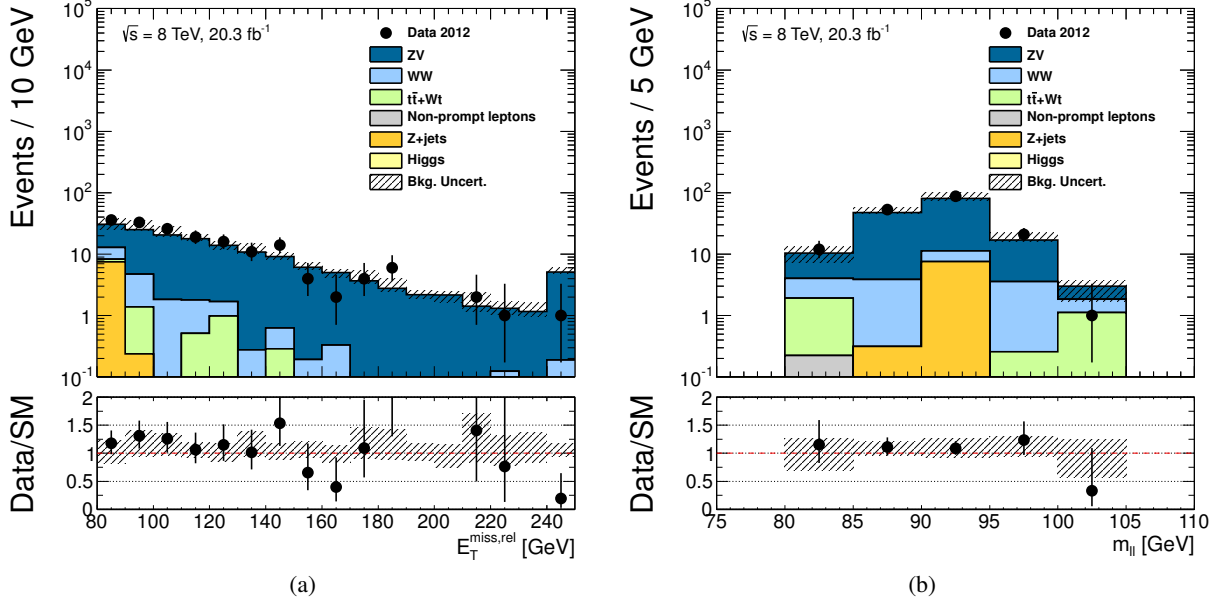 Events / 10 GeV
10⁵
10⁴
10³
10²
10
1
10⁻¹
√s = 8 TeV, 20.3 fb⁻¹
Data 2012
ZV
WW
tt̄+Wt
Non-prompt leptons
Z+jets
Higgs
Bkg. Uncert.
Data/SM
2
1.5
1
0.5
0
80 100 120 140 160 180 200 220 240
E_T^miss,rel [GeV]
(a)
Events / 5 GeV
10⁵
10⁴
10³
10²
10
1
10⁻¹
√s = 8 TeV, 20.3 fb⁻¹
Data 2012
ZV
WW
tt̄+Wt
Non-prompt leptons
Z+jets
Higgs
Bkg. Uncert.
Data/SM
2
1.5
1
0.5
0
75 80 85 90 95 100 105 110
m_ll [GeV]
(b)